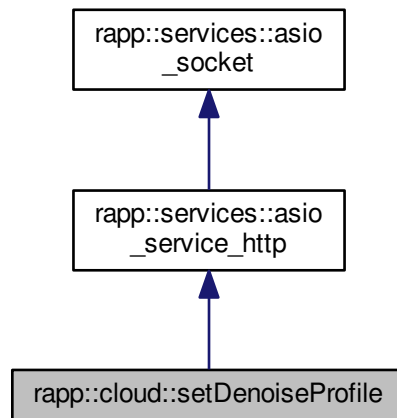 rapp::services::asio
_socket
rapp::services::asio
_service_http
rapp::cloud::setDenoiseProfile